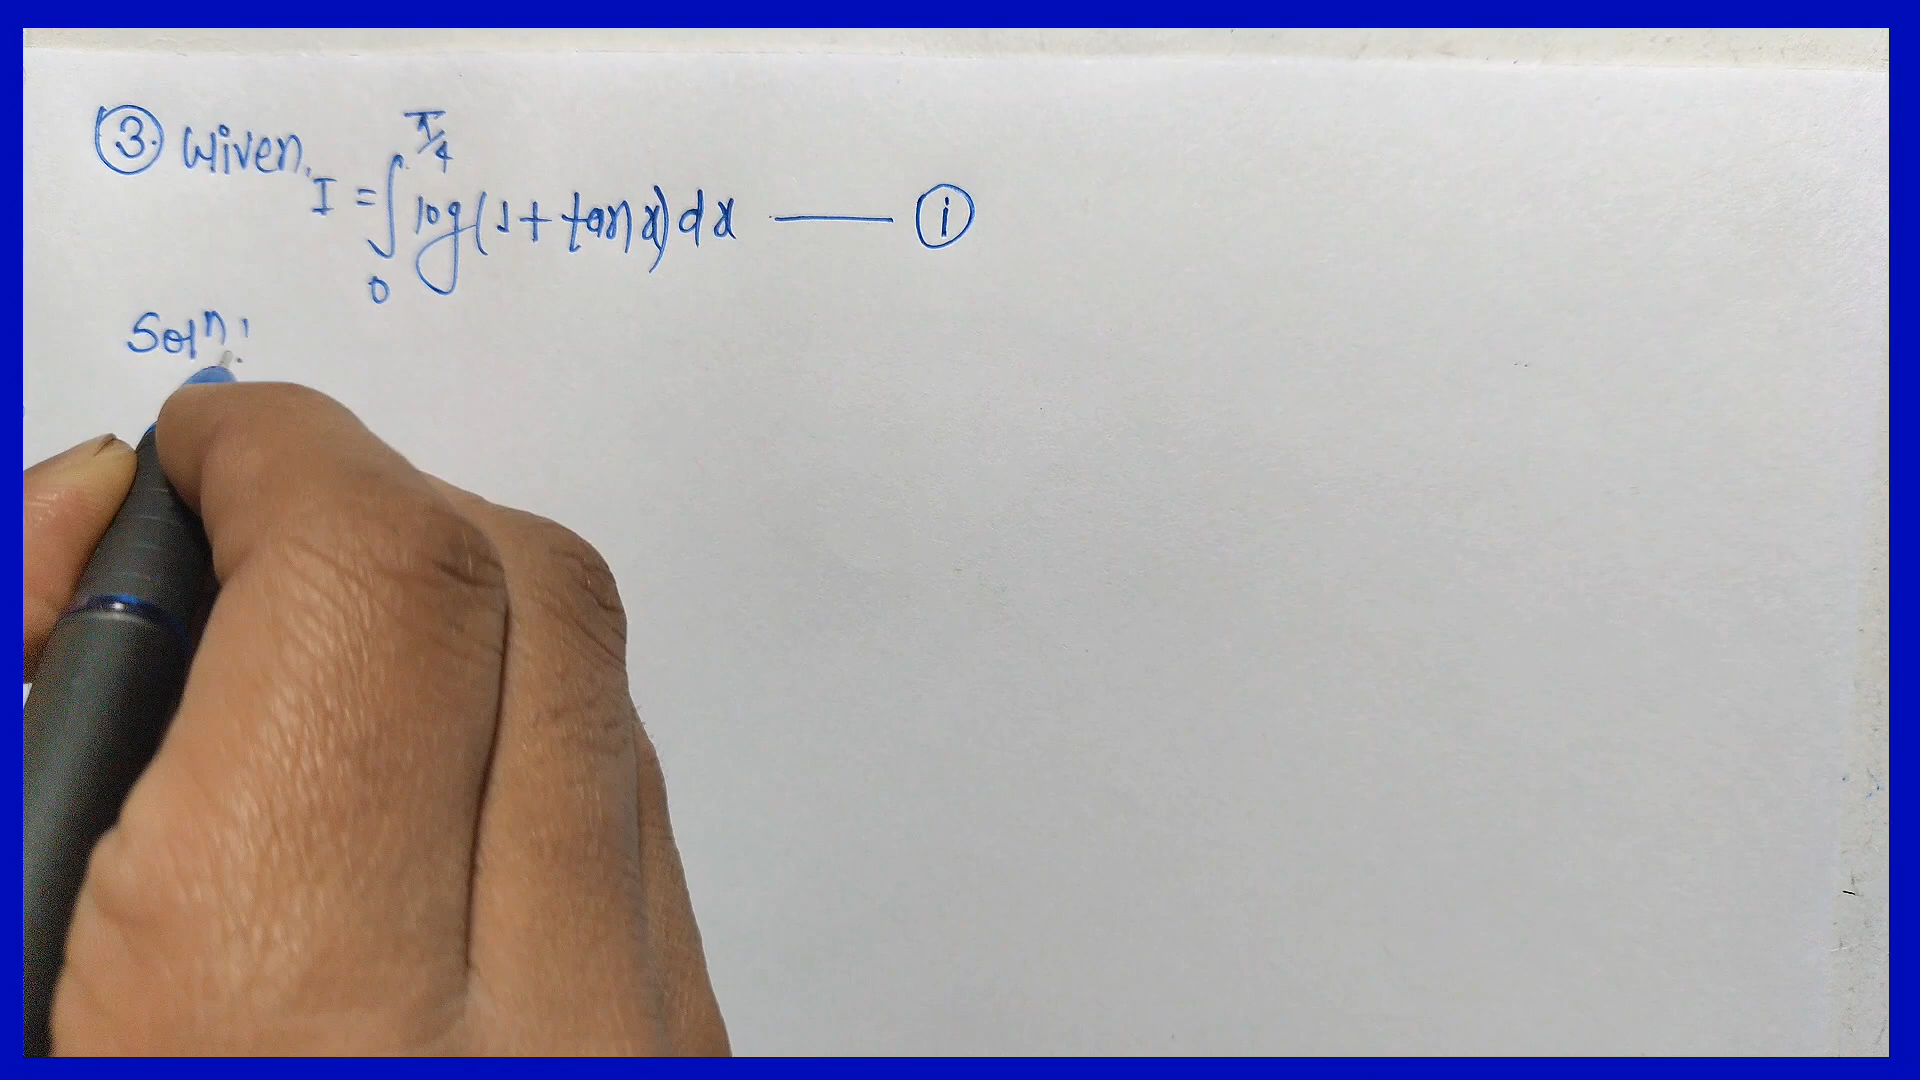 ③ Given.
I = ∫₀^{π/4} log(1 + tan x) dx —— ⓘ
Solⁿ: